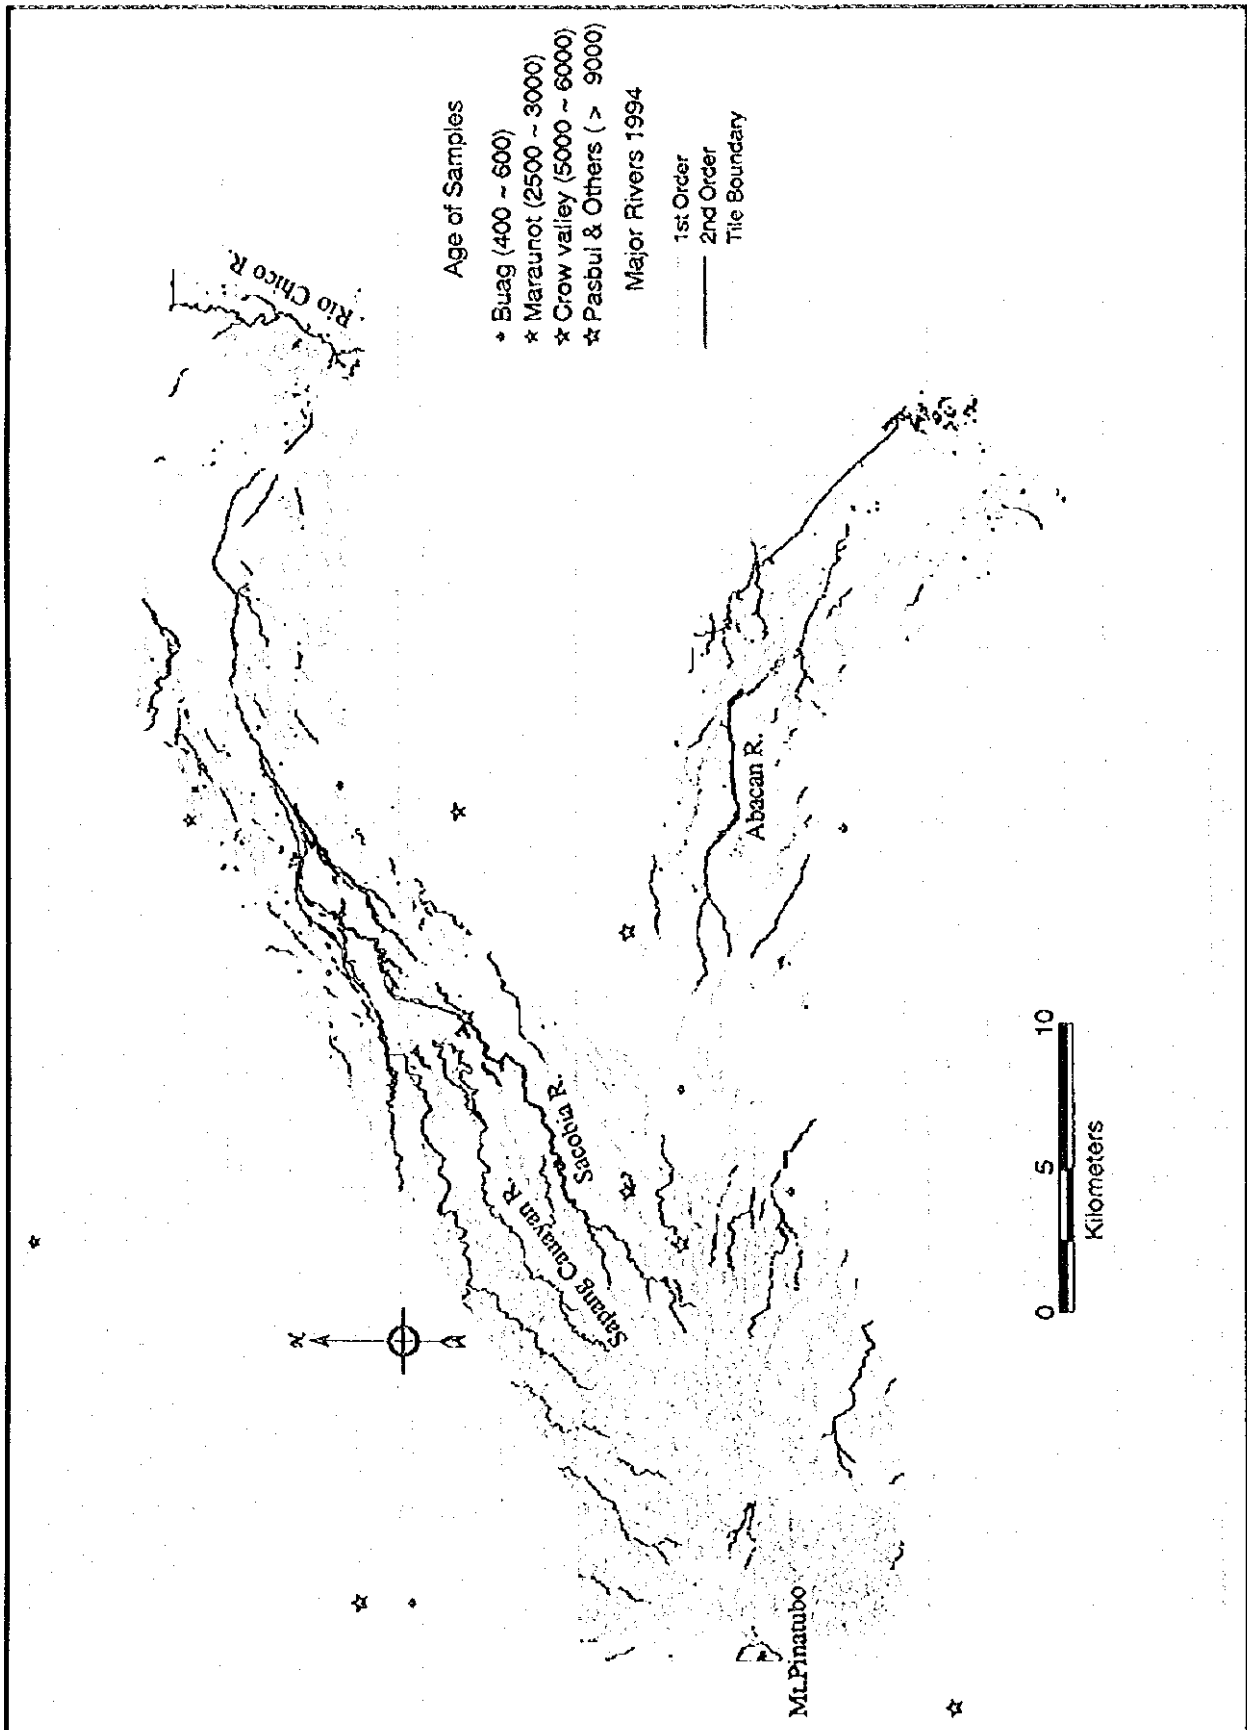 Age of Samples
Buag (400 ~ 600)
Maraunot (2500 ~ 3000)
Crow valley (5000 ~ 6000)
Pasbul & Others ( > 9000)
Major Rivers 1994
1st Order
2nd Order
Tile Boundary
Rio Chico R.
Abacan R.
Sacobia R.
Sapang Cauayan R.
N
Mt.Pinatubo
0 5 10
Kilometers